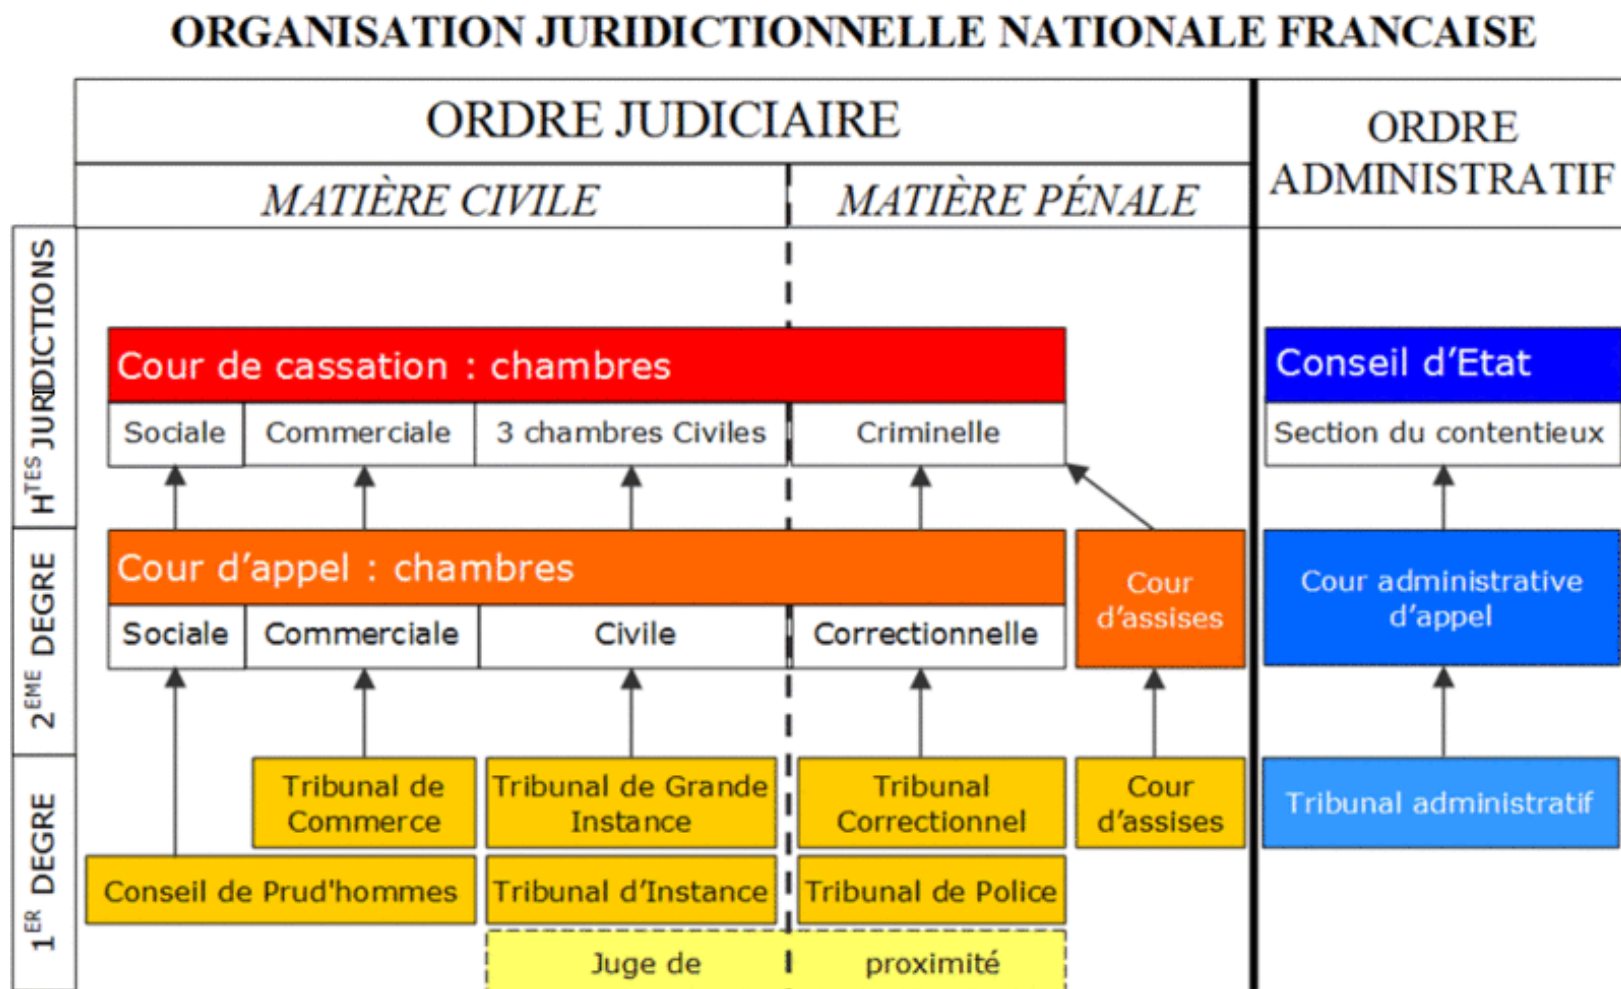 ORGANISATION JURIDICTIONNELLE NATIONALE FRANCAISE
ORDRE JUDICIAIRE
ORDRE
ADMINISTRATIF
MATIÈRE CIVILE
MATIÈRE PÉNALE
HTES JURIDICTIONS
Cour de cassation : chambres
Conseil d’Etat
Sociale
Commerciale
3 chambres Civiles
Criminelle
Section du contentieux
2ÈME DEGRE
Cour d’appel : chambres
Cour
d’assises
Cour administrative
d’appel
Sociale
Commerciale
Civile
Correctionnelle
1ER DEGRE
Tribunal de
Commerce
Tribunal de Grande
Instance
Tribunal
Correctionnel
Cour
d’assises
Tribunal administratif
Conseil de Prud'hommes
Tribunal d’Instance
Tribunal de Police
Juge de proximité